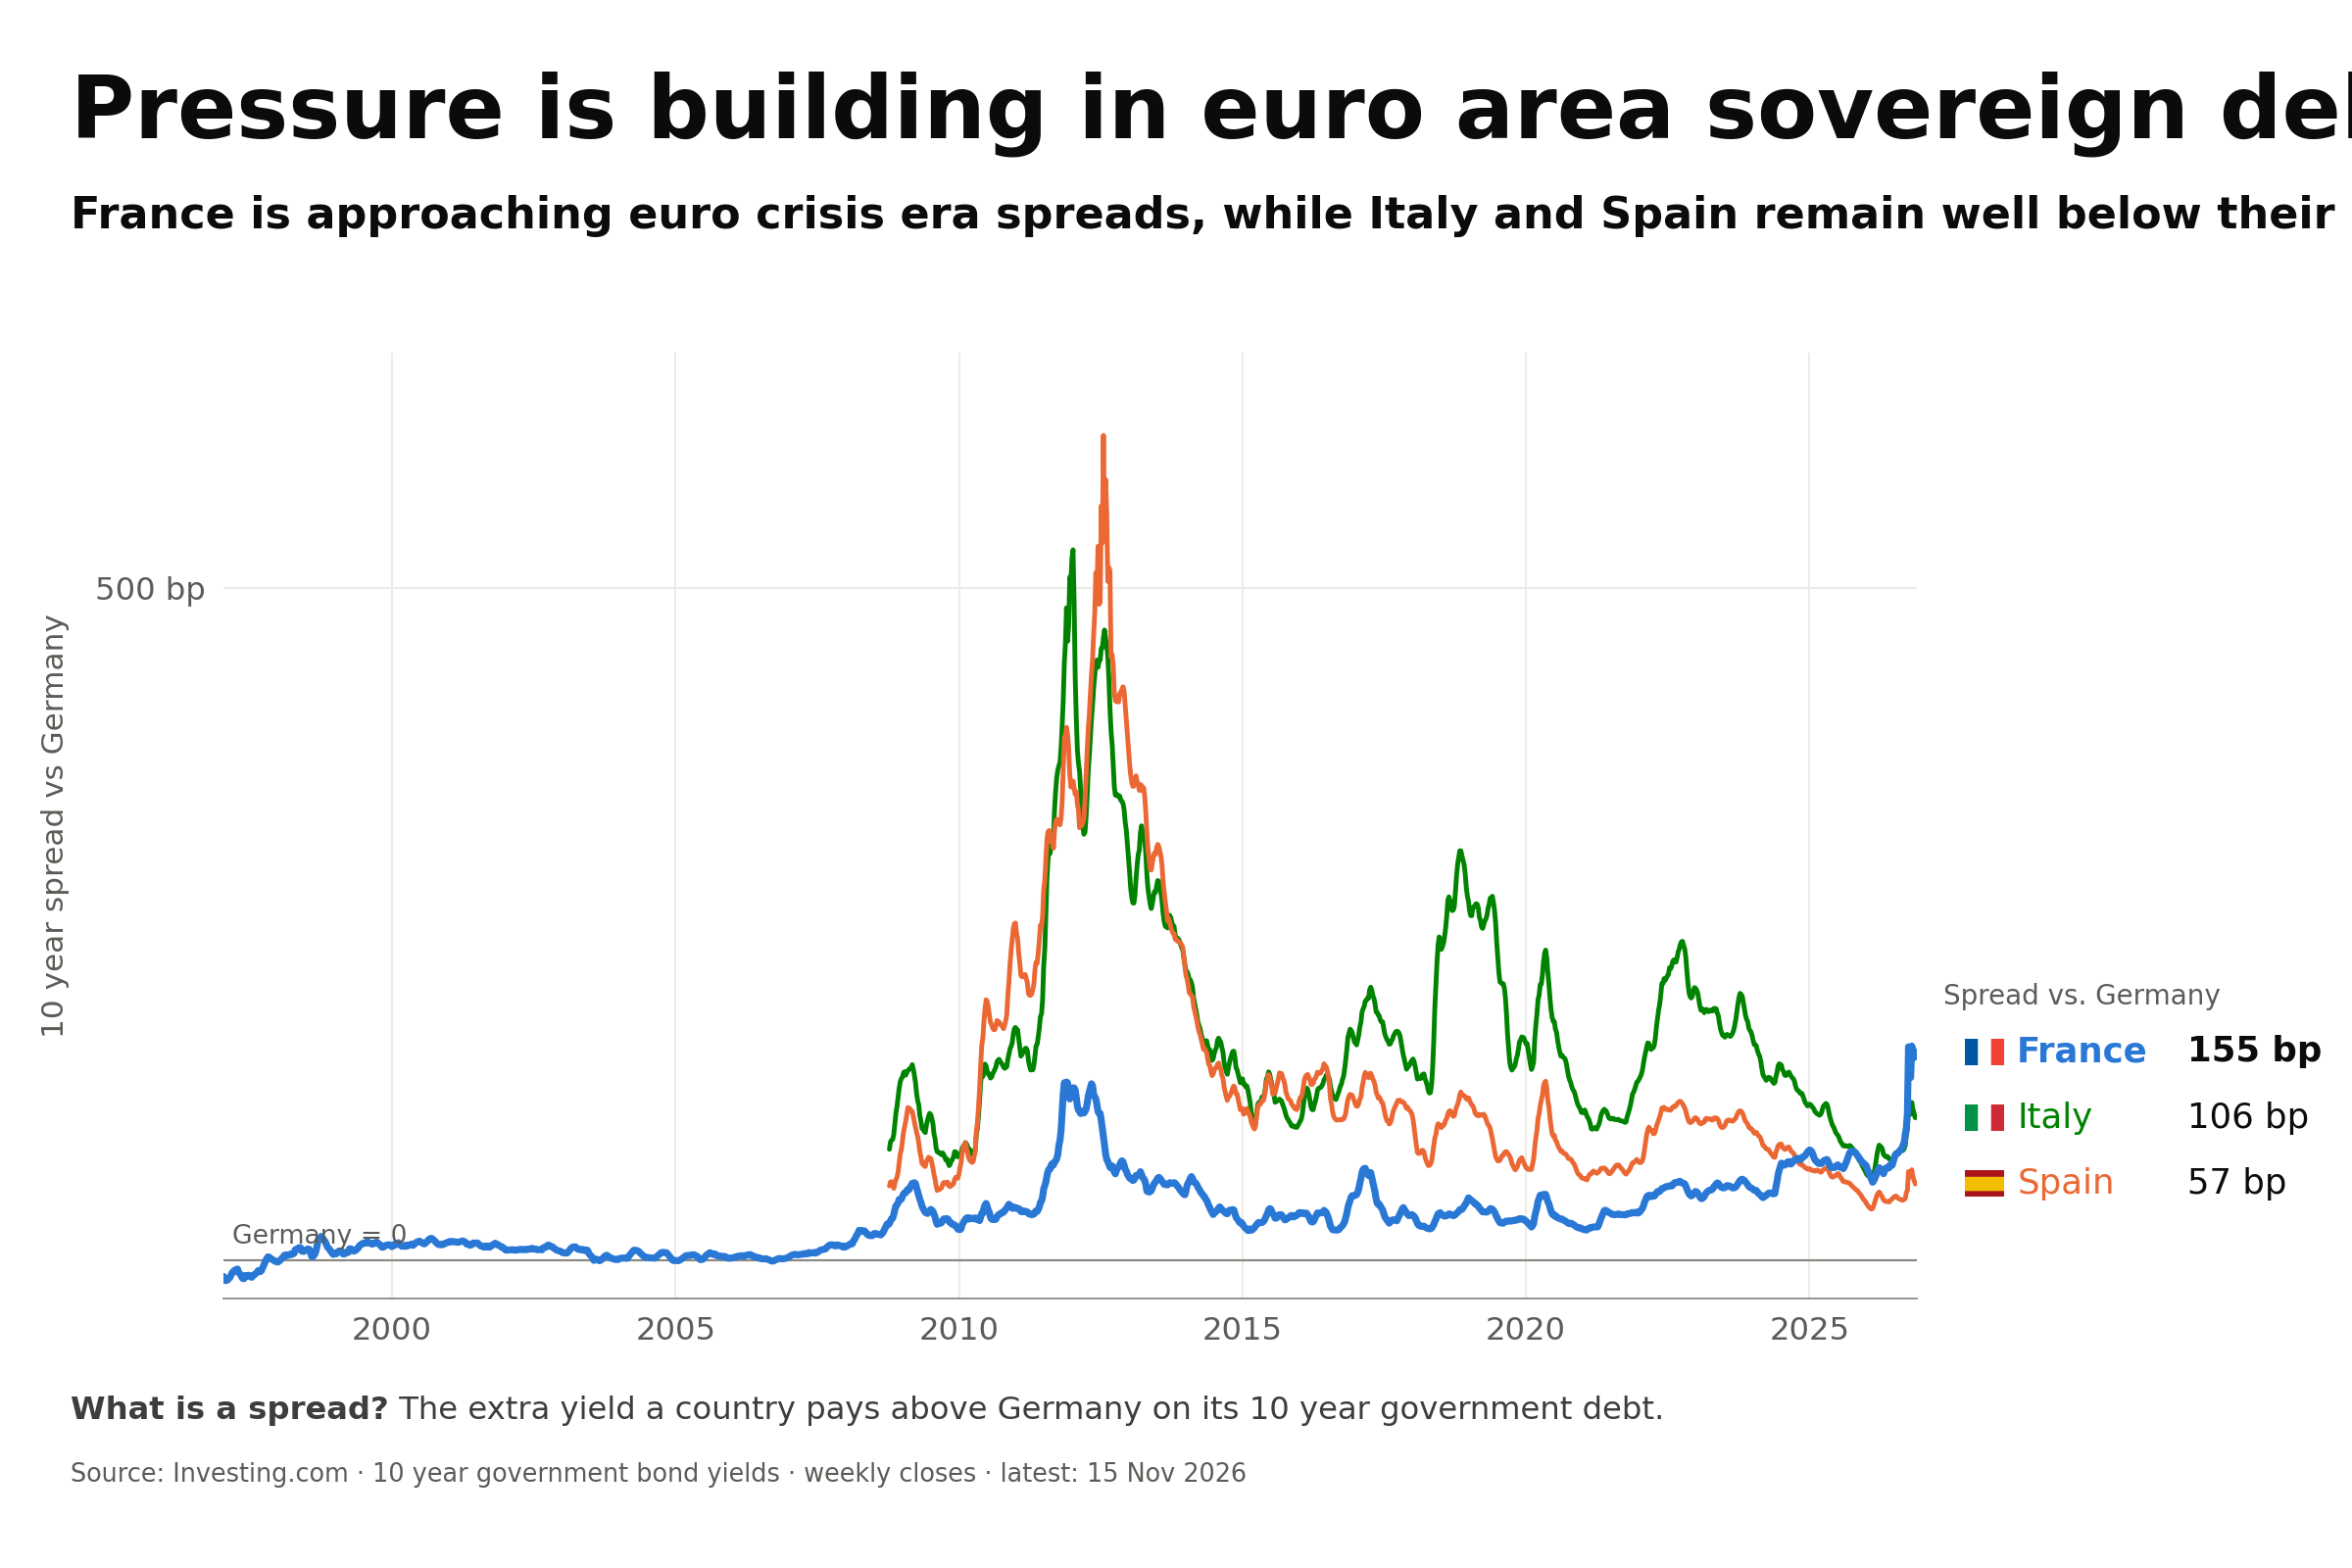 Pressure is building in euro area sovereign
France is approaching euro crisis era spreads, while Italy and Spain remain well below their
500 bp
10 year spread vs Germany
Spread vs. Germany
France 155 bp
Italy 106 bp
Spain 57 bp
Germany = 0
2000 2005 2010 2015 2020 2025
What is a spread? The extra yield a country pays above Germany on its 10 year government debt.
Source: Investing.com · 10 year government bond yields · weekly closes · latest: 15 Nov 2026